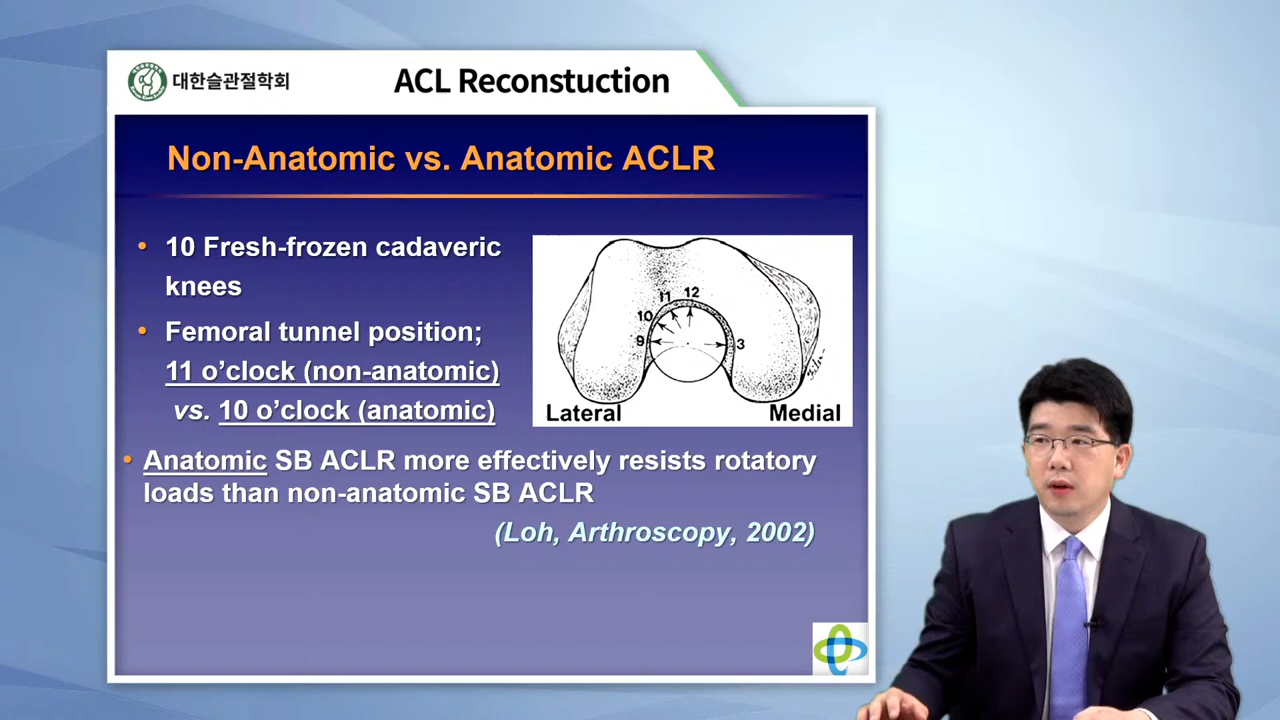 대한슬관절학회
ACL Reconstuction
Non-Anatomic vs. Anatomic ACLR
• 10 Fresh-frozen cadaveric
knees
• Femoral tunnel position;
11 o’clock (non-anatomic)
vs. 10 o’clock (anatomic)
9
10
11
12
3
Lateral
Medial
• Anatomic SB ACLR more effectively resists rotatory
loads than non-anatomic SB ACLR
(Loh, Arthroscopy, 2002)